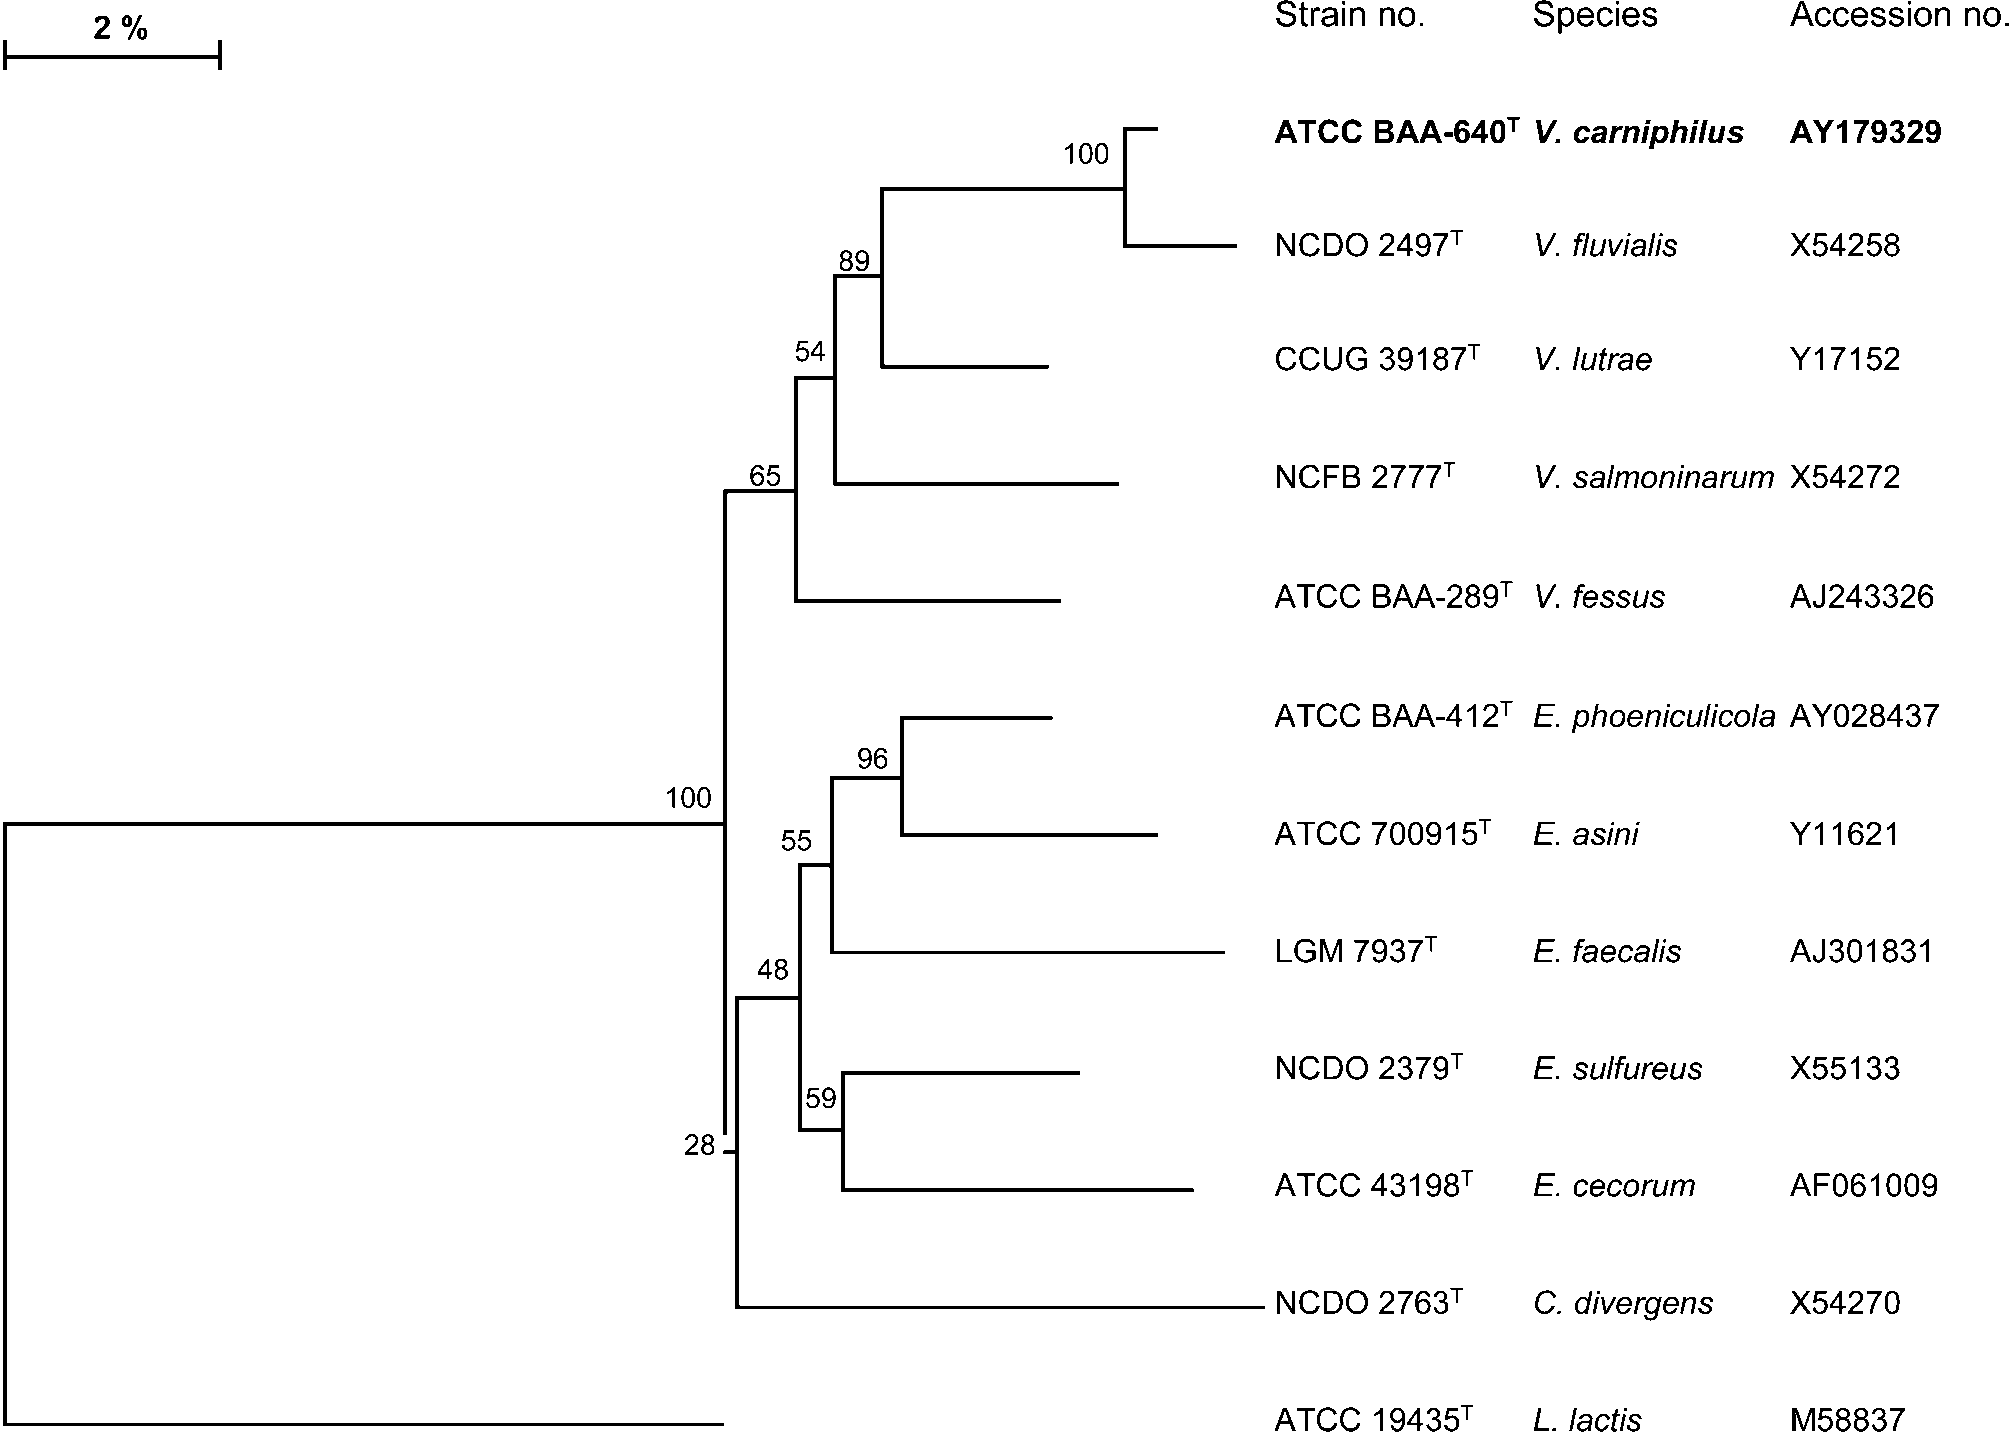 2 %
Strain no. Species Accession no.
ATCC BAA-640ᵀ V. carniphilus AY179329
100
NCDO 2497ᵀ V. fluvialis X54258
89
CCUG 39187ᵀ V. lutrae Y17152
54
NCFB 2777ᵀ V. salmoninarum X54272
65
ATCC BAA-289ᵀ V. fessus AJ243326
ATCC BAA-412ᵀ E. phoeniculicola AY028437
96
100
ATCC 700915ᵀ E. asini Y11621
55
LGM 7937ᵀ E. faecalis AJ301831
48
NCDO 2379ᵀ E. sulfureus X55133
59
28
ATCC 43198ᵀ E. cecorum AF061009
NCDO 2763ᵀ C. divergens X54270
ATCC 19435ᵀ L. lactis M58837